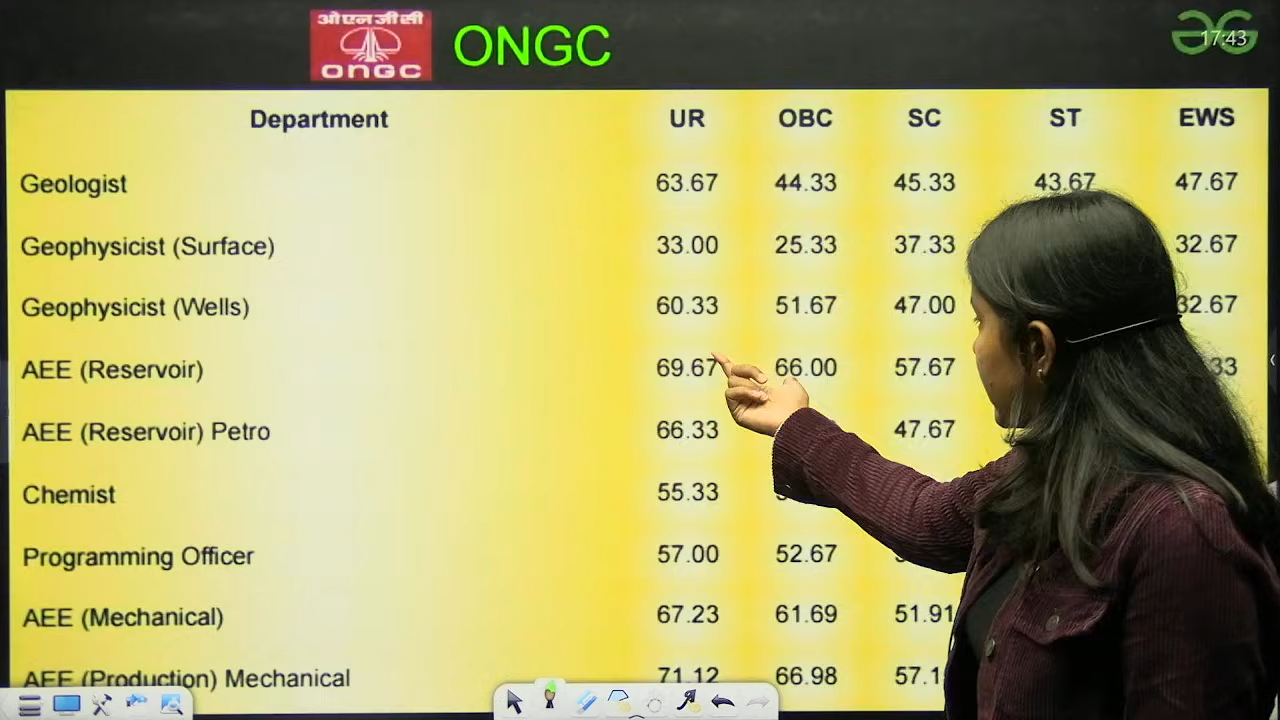 ओ एन जी सी
ONGC
ONGC
17:43
Department UR OBC SC ST EWS
Geologist 63.67 44.33 45.33 43.67 47.67
Geophysicist (Surface) 33.00 25.33 37.33 32.67
Geophysicist (Wells) 60.33 51.67 47.00 32.67
AEE (Reservoir) 69.67 66.00 57.67
AEE (Reservoir) Petro 66.33 47.67
Chemist 55.33
Programming Officer 57.00 52.67
AEE (Mechanical) 67.23 61.69 51.91
AEE (Production) Mechanical 71.12 66.98